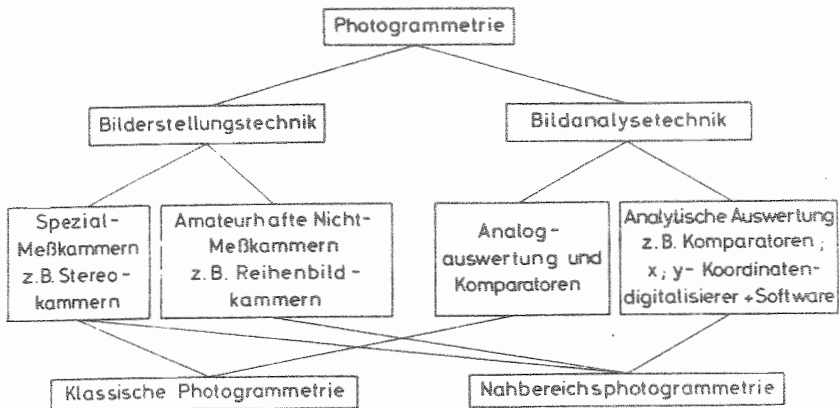 Photogrammetrie
Bilderstellungstechnik
Bildanalysetechnik
Spezial-
Meßkammern
z.B. Stereo-
kammern
Amateurhafte Nicht-
Meßkammern
z.B. Reihenbild-
kammern
Analog-
auswertung und
Komparatoren
Analytische Auswertung
z.B. Komparatoren;
x; y- Koordinaten-
digitalisierer + Software
Klassische Photogrammetrie
Nahbereichsphotogrammetrie